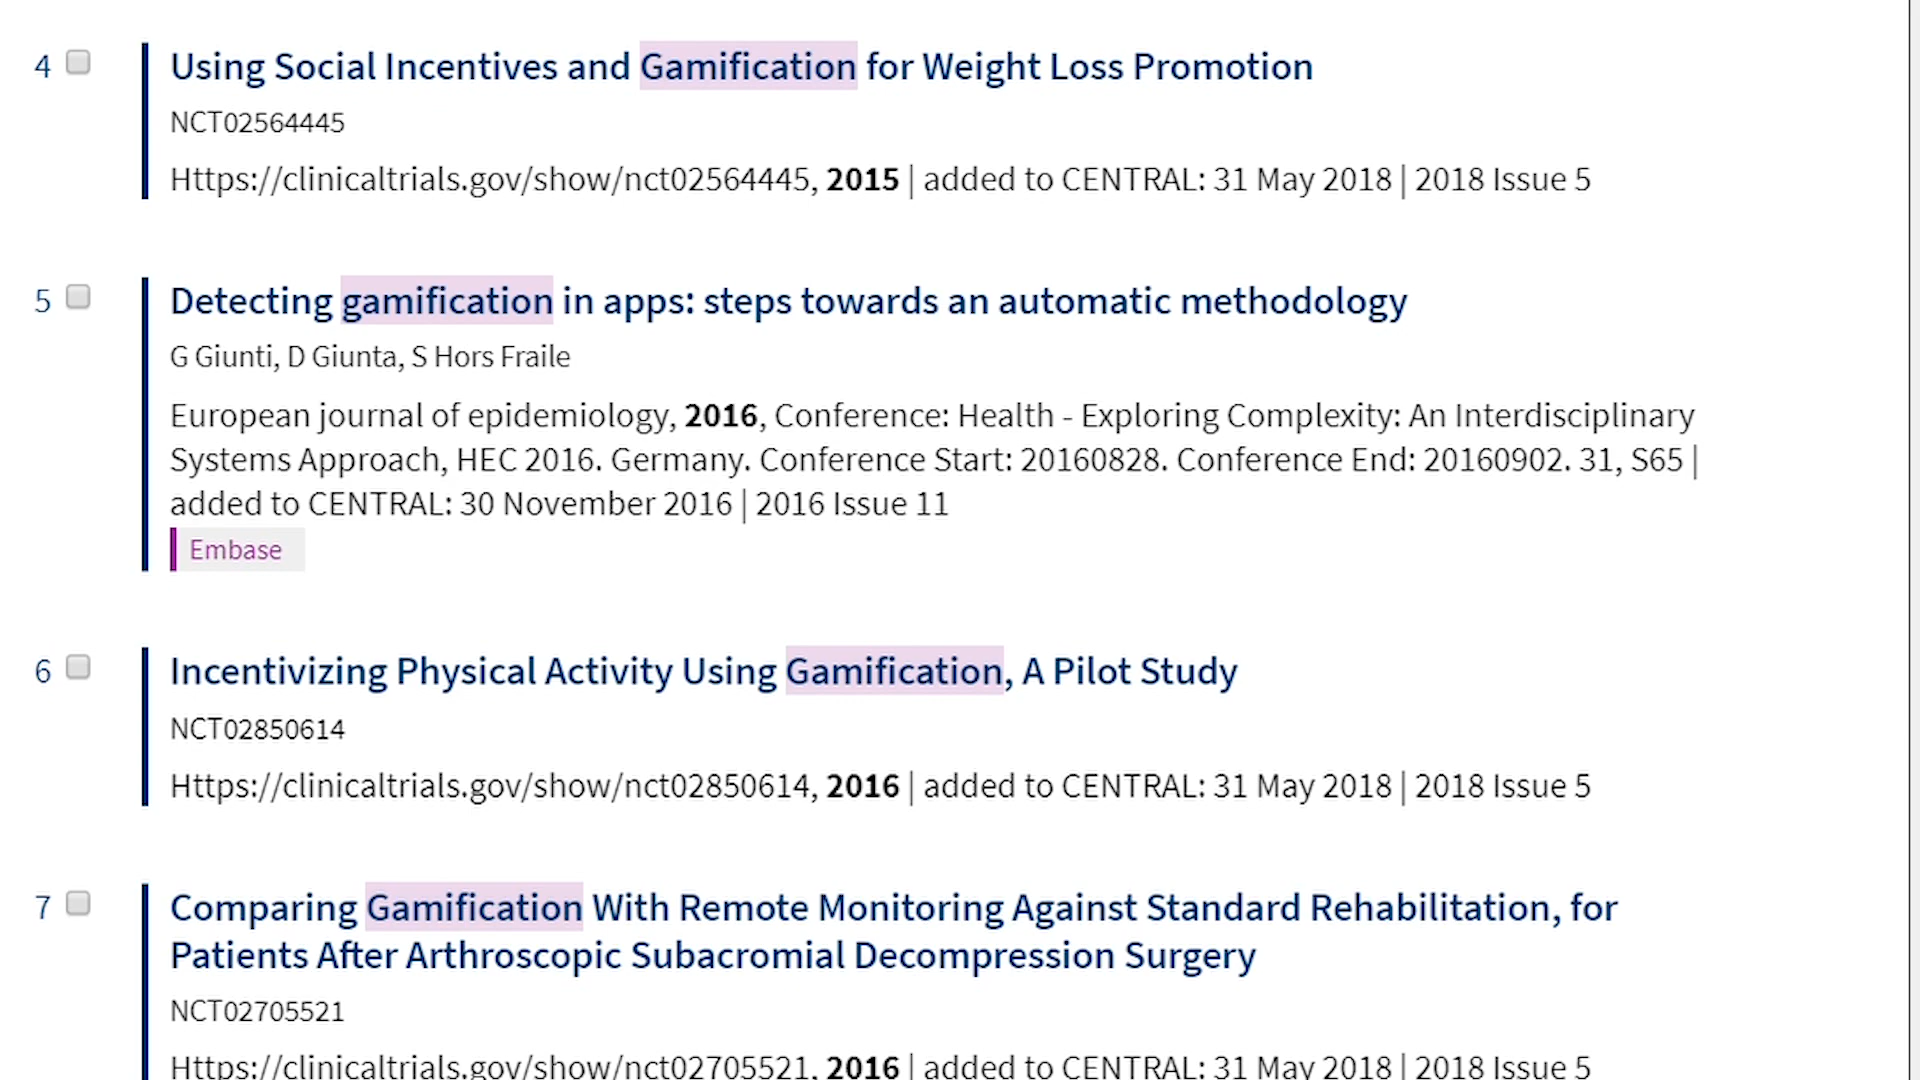 4
Using Social Incentives and Gamification for Weight Loss Promotion
NCT02564445
Https://clinicaltrials.gov/show/nct02564445, 2015 | added to CENTRAL: 31 May 2018 | 2018 Issue 5
5
Detecting gamification in apps: steps towards an automatic methodology
G Giunti, D Giunta, S Hors Fraile
European journal of epidemiology, 2016, Conference: Health - Exploring Complexity: An Interdisciplinary
Systems Approach, HEC 2016. Germany. Conference Start: 20160828. Conference End: 20160902. 31, S65 |
added to CENTRAL: 30 November 2016 | 2016 Issue 11
Embase
6
Incentivizing Physical Activity Using Gamification, A Pilot Study
NCT02850614
Https://clinicaltrials.gov/show/nct02850614, 2016 | added to CENTRAL: 31 May 2018 | 2018 Issue 5
7
Comparing Gamification With Remote Monitoring Against Standard Rehabilitation, for
Patients After Arthroscopic Subacromial Decompression Surgery
NCT02705521
Https://clinicaltrials.gov/show/nct02705521, 2016 | added to CENTRAL: 31 May 2018 | 2018 Issue 5